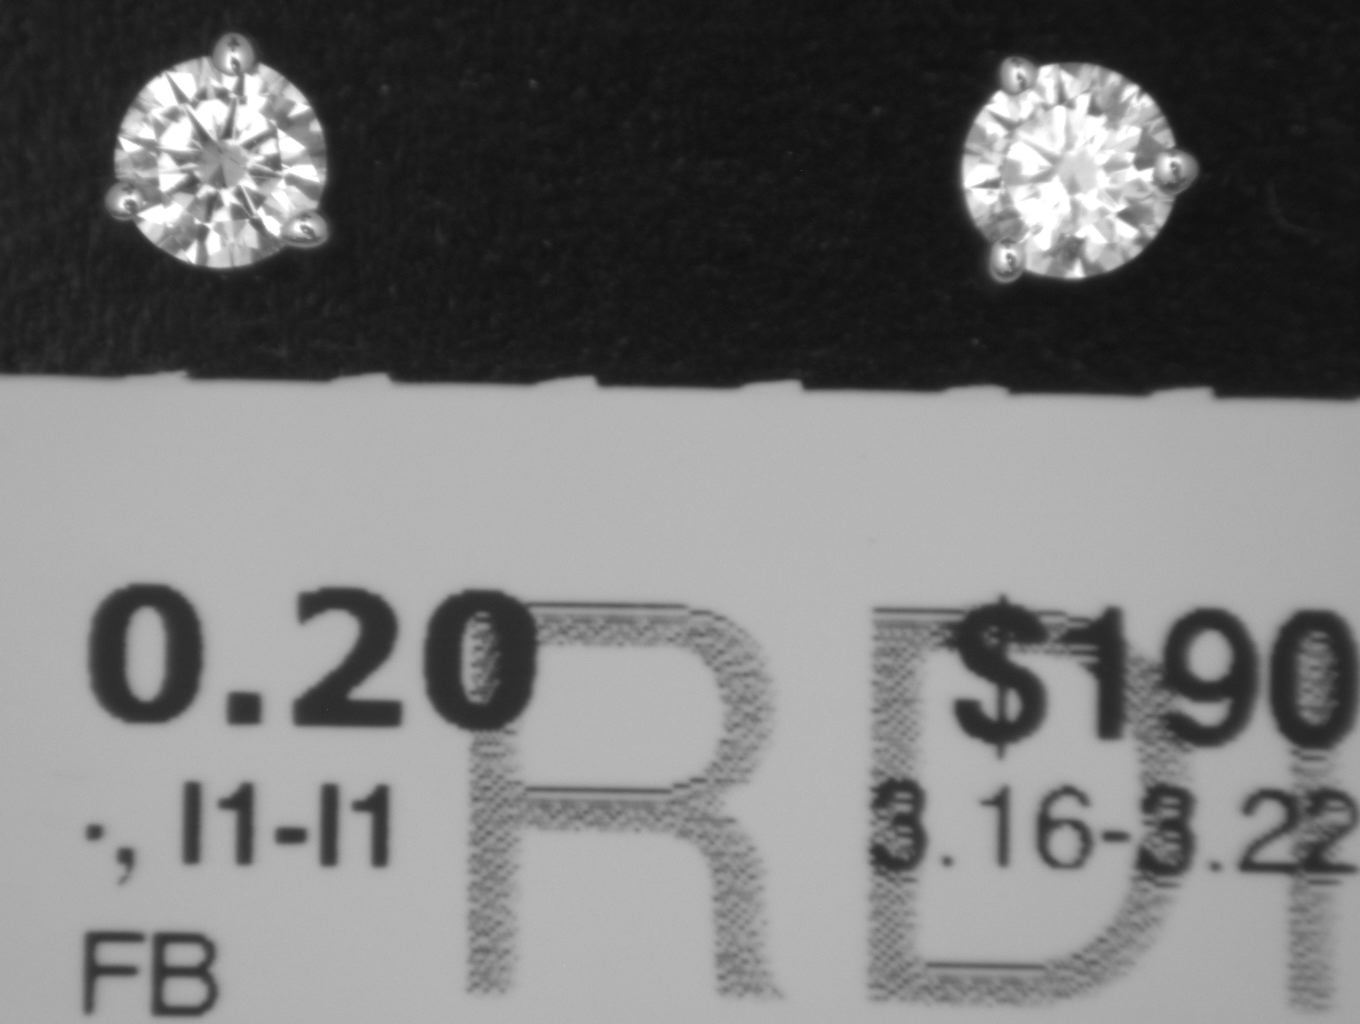 0.20 $190
·, I1-I1 3.16-3.22
FB
RDI